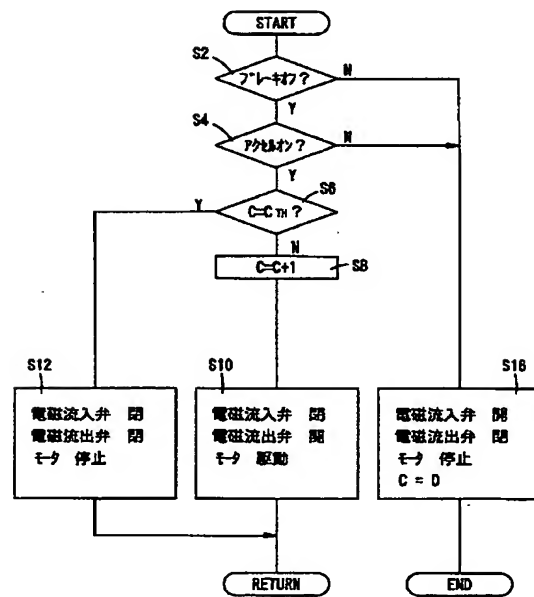 START
S2
ブレーキオフ?
N
Y
S4
アクセルオン?
N
Y
S6
C=C TH ?
Y
N
C=C+1
S8
S12
電磁流入弁 閉
電磁流出弁 閉
モータ 停止
S10
電磁流入弁 閉
電磁流出弁 開
モータ 駆動
S16
電磁流入弁 開
電磁流出弁 閉
モータ 停止
C = D
RETURN
END